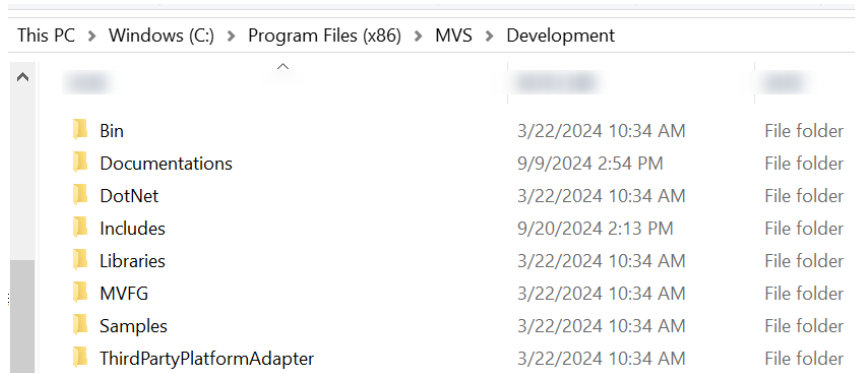 This PC > Windows (C:) > Program Files (x86) > MVS > Development
Bin 3/22/2024 10:34 AM File folder
Documentations 9/9/2024 2:54 PM File folder
DotNet 3/22/2024 10:34 AM File folder
Includes 9/20/2024 2:13 PM File folder
Libraries 3/22/2024 10:34 AM File folder
MVFG 3/22/2024 10:34 AM File folder
Samples 3/22/2024 10:34 AM File folder
ThirdPartyPlatformAdapter 3/22/2024 10:34 AM File folder